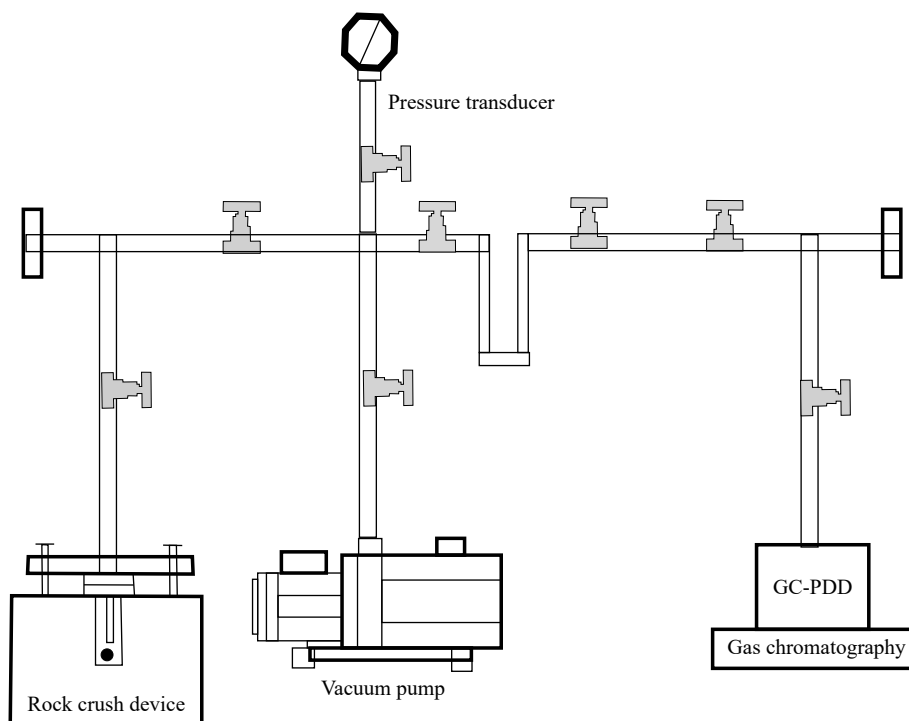 Pressure transducer
GC-PDD
Gas chromatography
Vacuum pump
Rock crush device